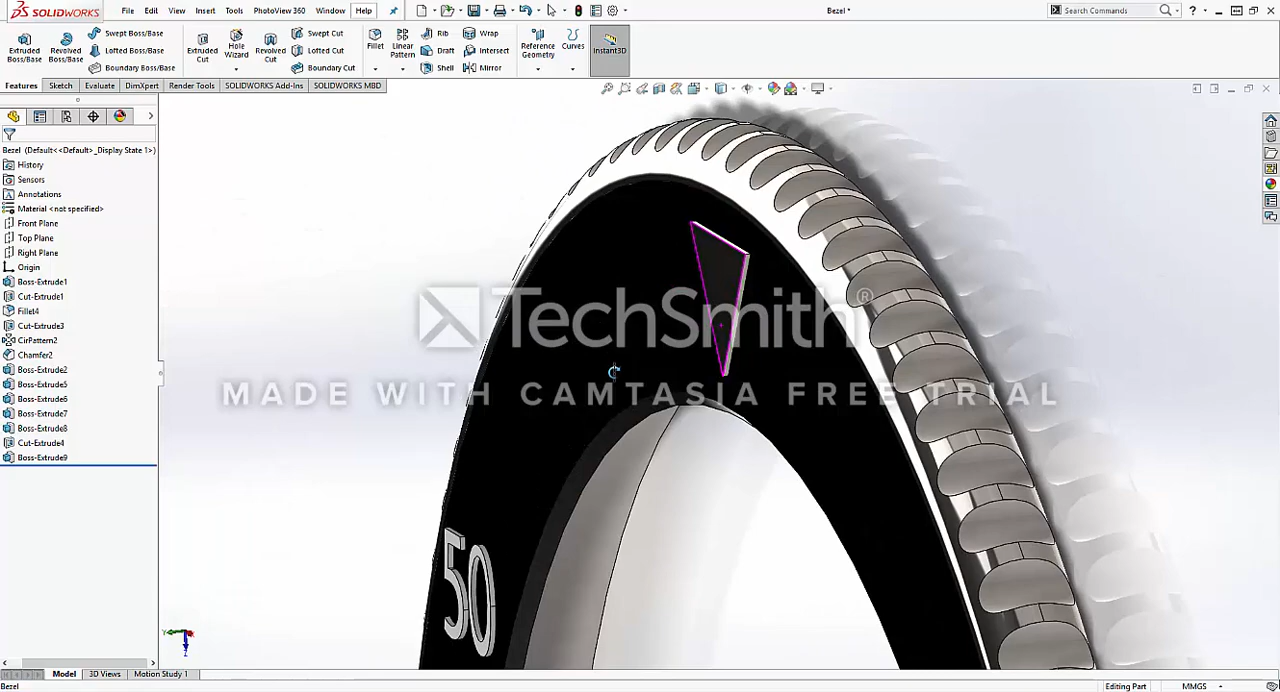 SOLIDWORKS File Edit View Insert Tools PhotoView 360 Window Help Bezel * Search Commands
Extruded Boss/Base Revolved Boss/Base Swept Boss/Base Lofted Boss/Base Boundary Boss/Base Extruded Cut Hole Wizard Revolved Cut Swept Cut Lofted Cut Boundary Cut Fillet Linear Pattern Rib Draft Shell Wrap Intersect Mirror Reference Geometry Curves Instant3D
Features Sketch Evaluate DimXpert Render Tools SOLIDWORKS Add-Ins SOLIDWORKS MBD
Bezel (Default<<Default>_Display State 1>)
History
Sensors
Annotations
Material <not specified>
Front Plane
Top Plane
Right Plane
Origin
Boss-Extrude1
Cut-Extrude1
Fillet4
Cut-Extrude3
CirPattern2
Chamfer2
Boss-Extrude2
Boss-Extrude5
Boss-Extrude6
Boss-Extrude7
Boss-Extrude8
Cut-Extrude4
Boss-Extrude9
TechSmith®
MADE WITH CAMTASIA FREE TRIAL
50
Y
Z
Model 3D Views Motion Study 1
Bezel Editing Part MMGS